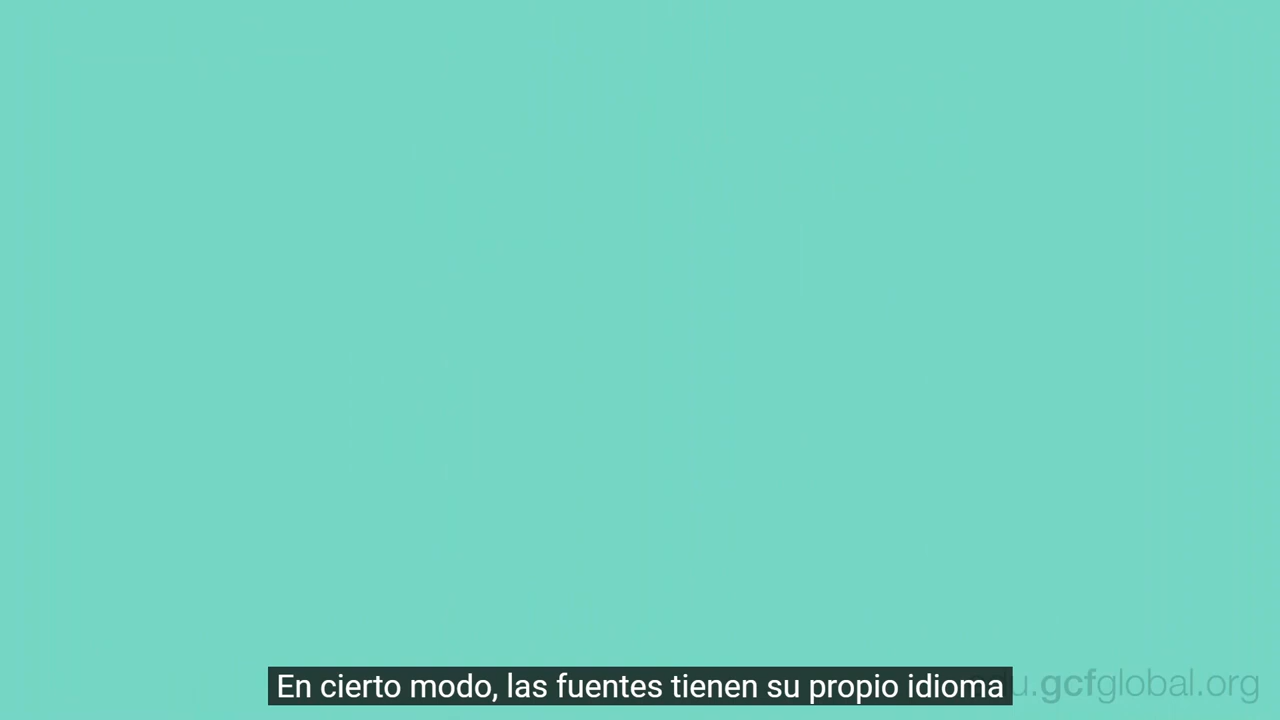 En cierto modo, las fuentes tienen su propio idioma
u.gcfglobal.org